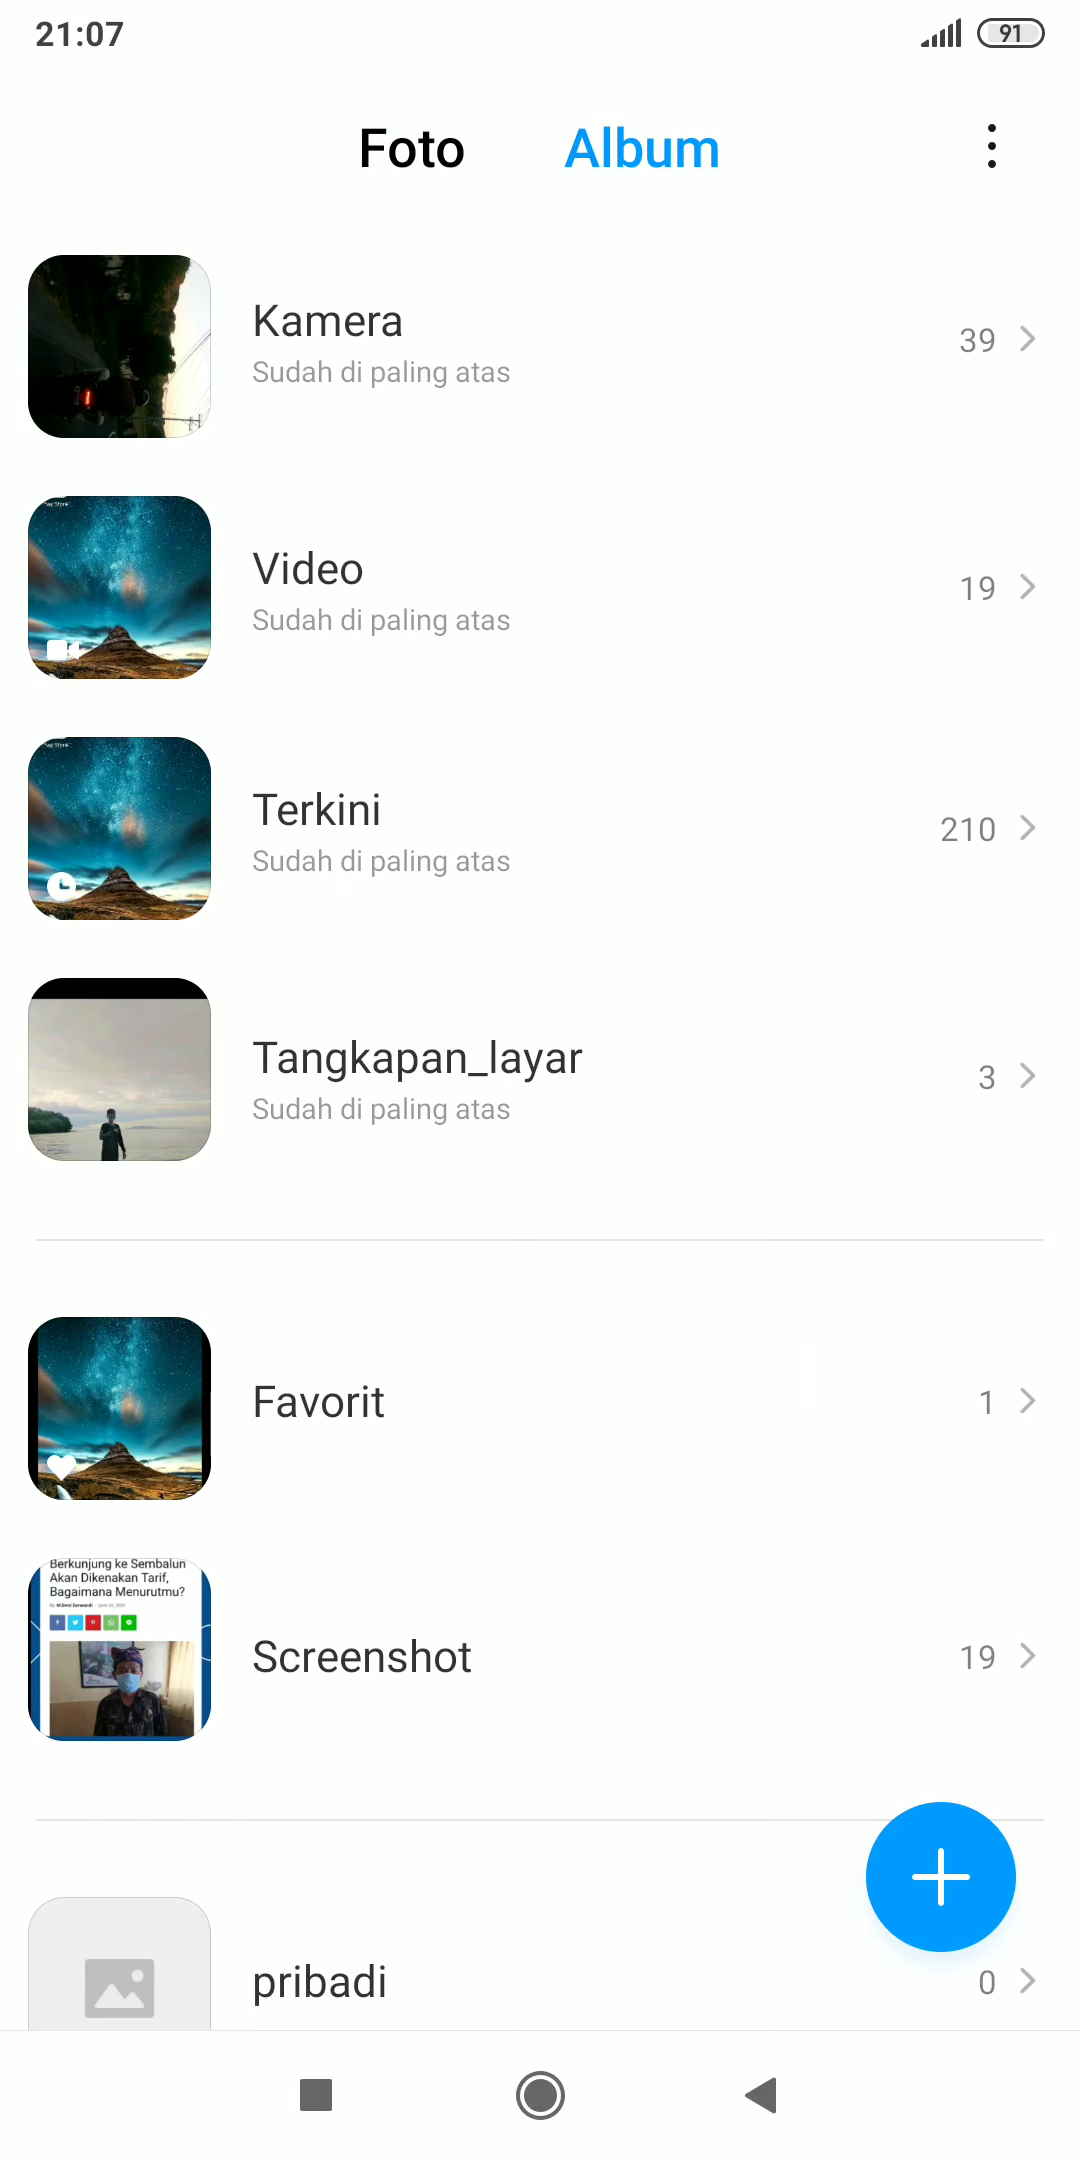 21:07
91
Foto
Album
Kamera
Sudah di paling atas
39
Video
Sudah di paling atas
19
Terkini
Sudah di paling atas
210
Tangkapan_layar
Sudah di paling atas
3
Favorit
1
Berkunjung ke Sembalun
Akan Dikenakan Tarif,
Bagaimana Menurutmu?
Screenshot
19
pribadi
0